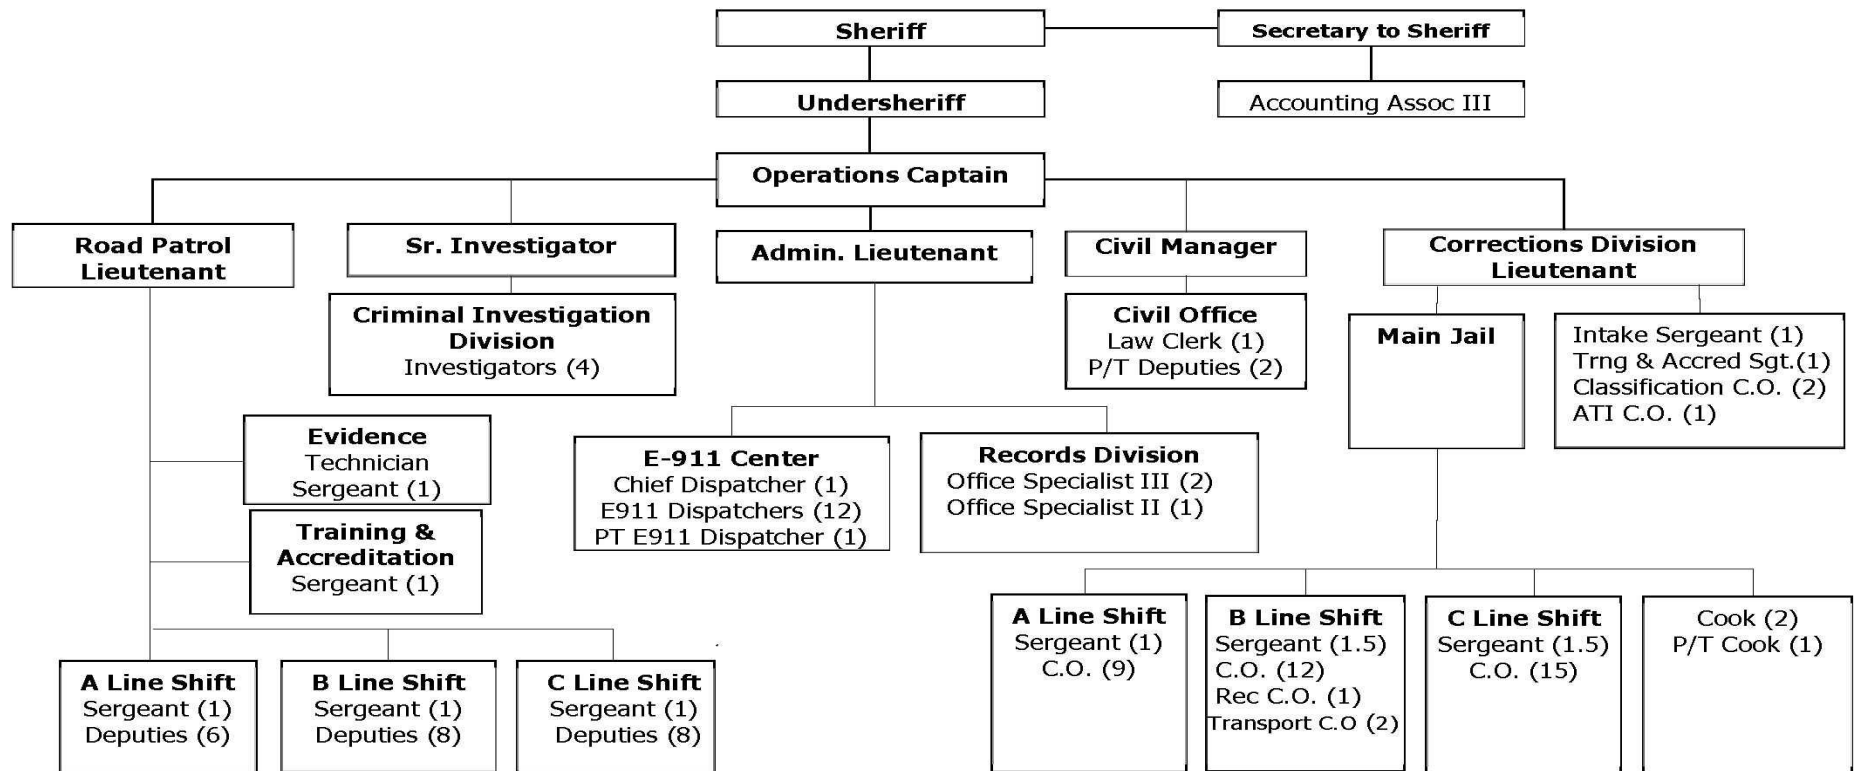 Sheriff
Secretary to Sheriff
Undersheriff
Accounting Assoc III
Operations Captain
Road Patrol
Lieutenant
Sr. Investigator
Admin. Lieutenant
Civil Manager
Corrections Division
Lieutenant
Criminal Investigation
Division
Investigators (4)
Civil Office
Law Clerk (1)
P/T Deputies (2)
Main Jail
Intake Sergeant (1)
Trng & Accred Sgt.(1)
Classification C.O. (2)
ATI C.O. (1)
Evidence
Technician
Sergeant (1)
E-911 Center
Chief Dispatcher (1)
E911 Dispatchers (12)
PT E911 Dispatcher (1)
Records Division
Office Specialist III (2)
Office Specialist II (1)
Training &
Accreditation
Sergeant (1)
A Line Shift
Sergeant (1)
Deputies (6)
B Line Shift
Sergeant (1)
Deputies (8)
C Line Shift
Sergeant (1)
Deputies (8)
A Line Shift
Sergeant (1)
C.O. (9)
B Line Shift
Sergeant (1.5)
C.O. (12)
Rec C.O. (1)
Transport C.O (2)
C Line Shift
Sergeant (1.5)
C.O. (15)
Cook (2)
P/T Cook (1)